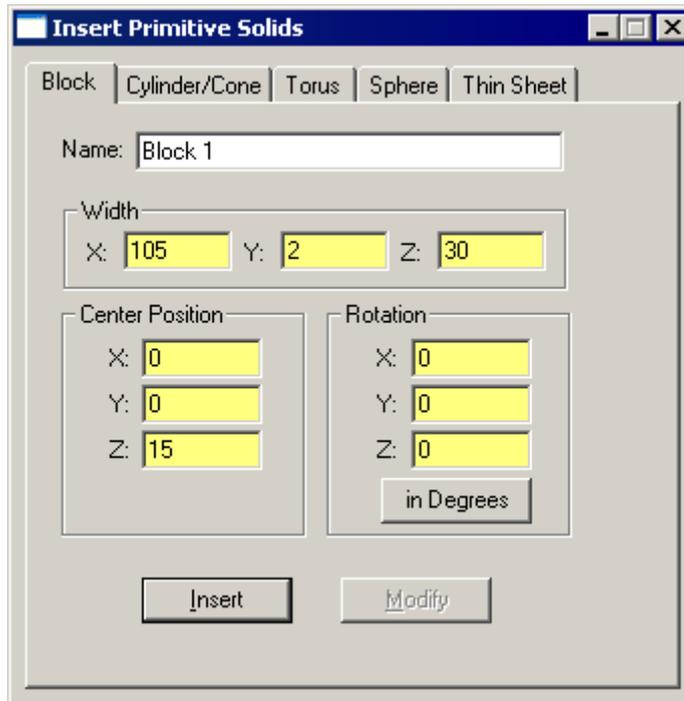 Insert Primitive Solids
Block Cylinder/Cone Torus Sphere Thin Sheet
Name: Block 1
Width
X: 105 Y: 2 Z: 30
Center Position
X: 0
Y: 0
Z: 15
Rotation
X: 0
Y: 0
Z: 0
in Degrees
Insert Modify